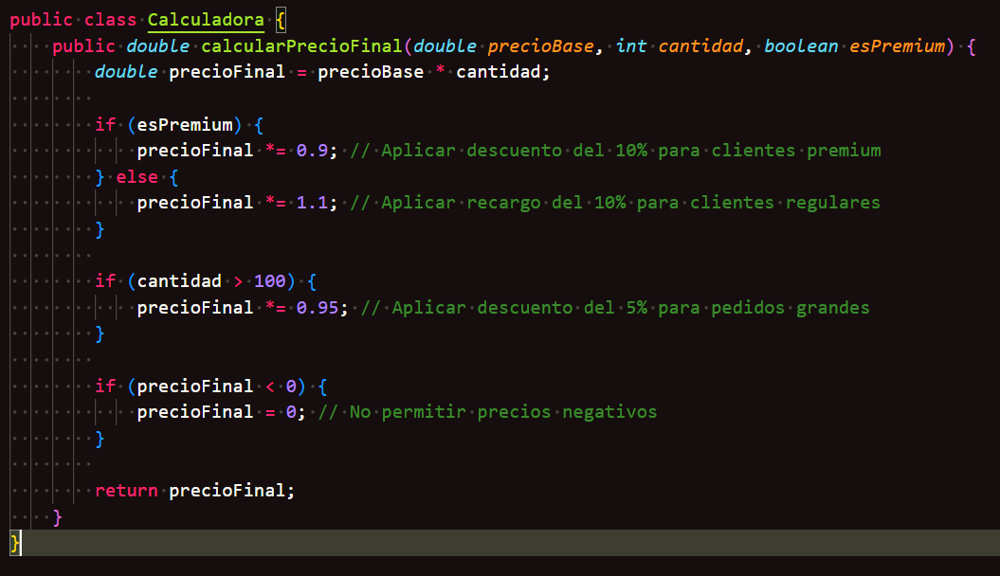 public class Calculadora {
    public double calcularPrecioFinal(double precioBase, int cantidad, boolean esPremium) {
        double precioFinal = precioBase * cantidad;

        if (esPremium) {
            precioFinal *= 0.9; // Aplicar descuento del 10% para clientes premium
        } else {
            precioFinal *= 1.1; // Aplicar recargo del 10% para clientes regulares
        }

        if (cantidad > 100) {
            precioFinal *= 0.95; // Aplicar descuento del 5% para pedidos grandes
        }

        if (precioFinal < 0) {
            precioFinal = 0; // No permitir precios negativos
        }

        return precioFinal;
    }
}